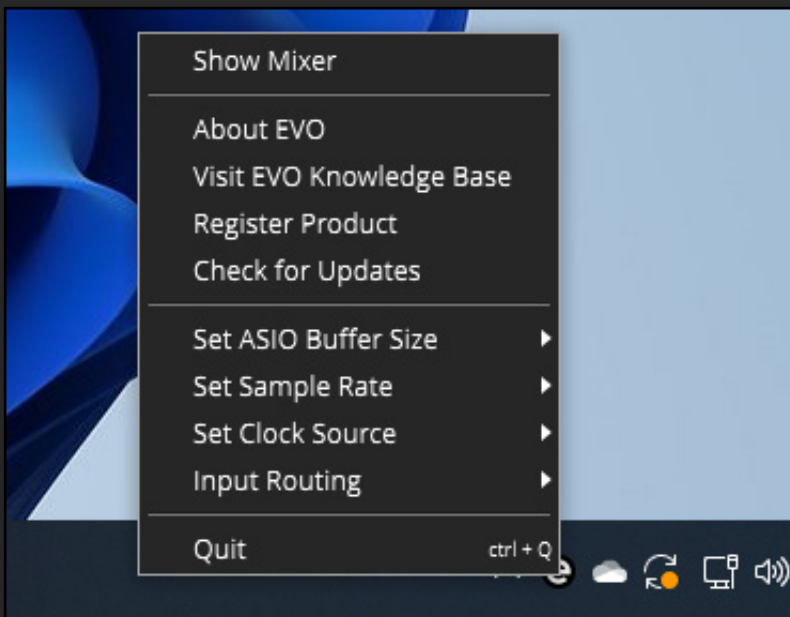 Show Mixer
About EVO
Visit EVO Knowledge Base
Register Product
Check for Updates
Set ASIO Buffer Size
Set Sample Rate
Set Clock Source
Input Routing
Quit ctrl + Q